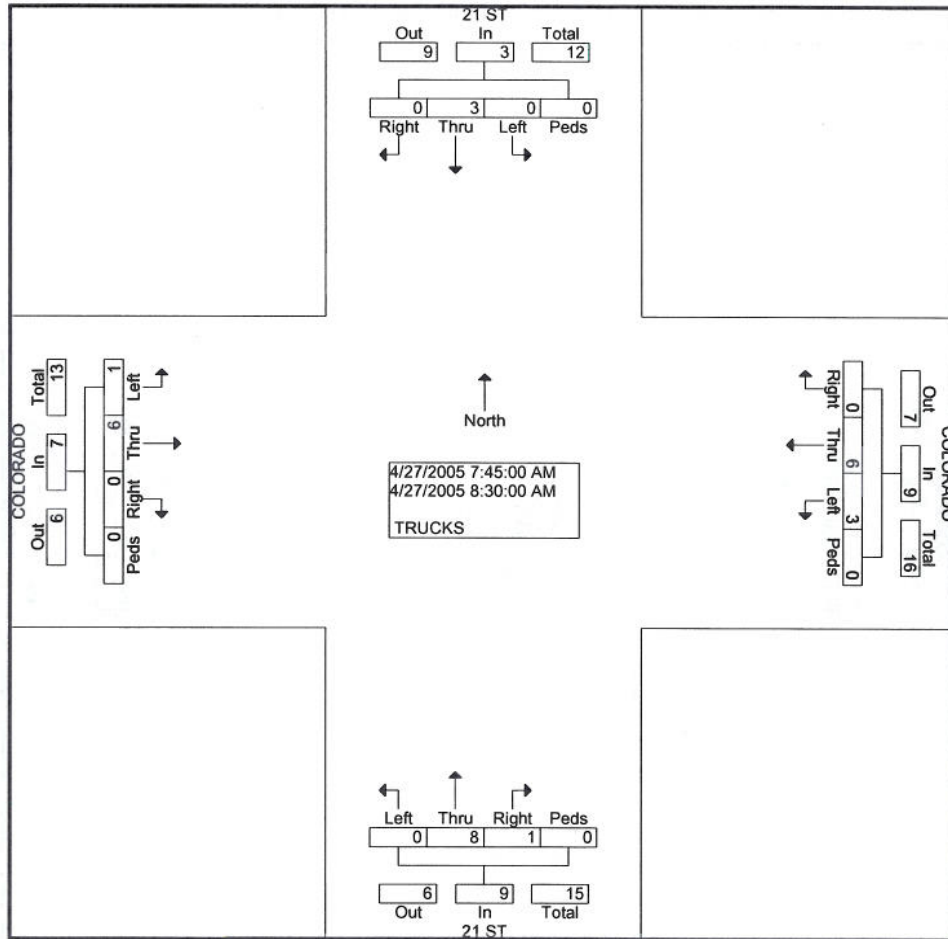 21 ST
Out In Total
9 3 12
0 3 0 0
Right Thru Left Peds
COLORADO
Total In Out
13 7 6
1 6 0 0
Left Thru Right Peds
North
4/27/2005 7:45:00 AM
4/27/2005 8:30:00 AM
TRUCKS
Right Thru Left Peds
0 6 3 0
Out In Total
7 9 16
COLORADO
Left Thru Right Peds
0 8 1 0
6 9 15
Out In Total
21 ST